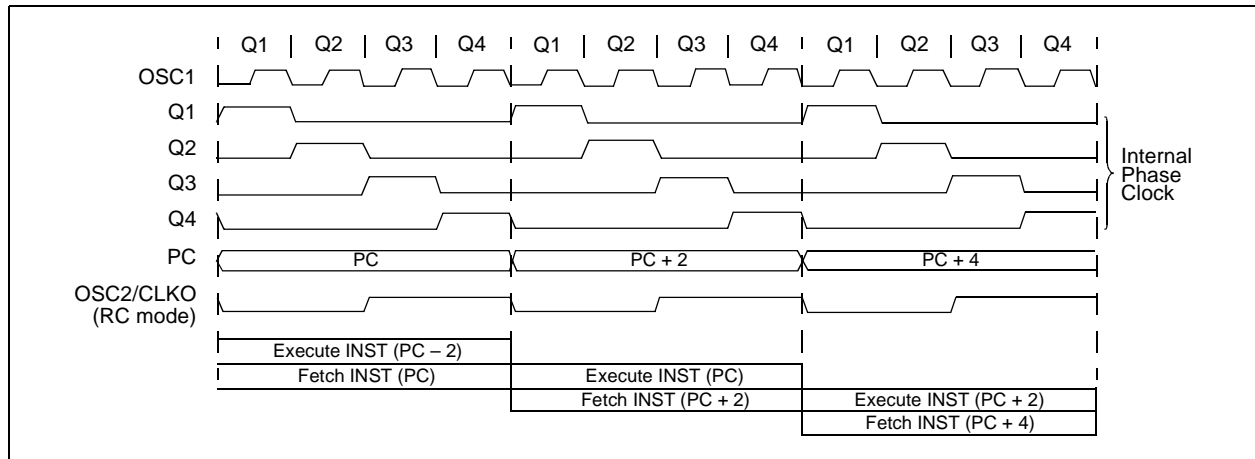 Q1 | Q2 | Q3 | Q4 | Q1 | Q2 | Q3 | Q4 | Q1 | Q2 | Q3 | Q4
OSC1
Q1
Q2
Q3
Q4
Internal
Phase
Clock
PC PC PC + 2 PC + 4
OSC2/CLKO
(RC mode)
Execute INST (PC – 2)
Fetch INST (PC) Execute INST (PC)
Fetch INST (PC + 2) Execute INST (PC + 2)
Fetch INST (PC + 4)